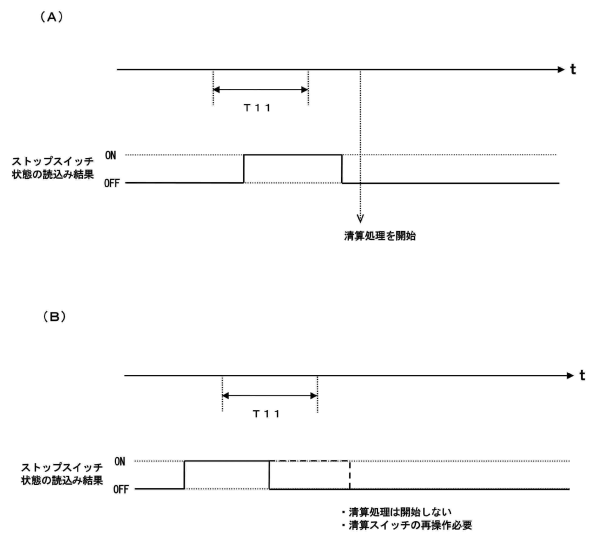 （A）
t
T11
ストップスイッチ
状態の読込み結果
ON
OFF
清算処理を開始
（B）
t
T11
ストップスイッチ
状態の読込み結果
ON
OFF
・清算処理は開始しない
・清算スイッチの再操作必要